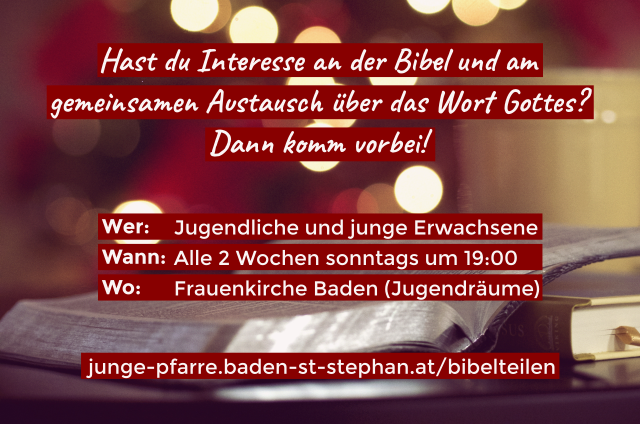 Hast du Interesse an der Bibel und am
gemeinsamen Austausch über das Wort Gottes?
Dann komm vorbei!
Wer: Jugendliche und junge Erwachsene
Wann: Alle 2 Wochen sonntags um 19:00
Wo: Frauenkirche Baden (Jugendräume)
junge-pfarre.baden-st-stephan.at/bibelteilen